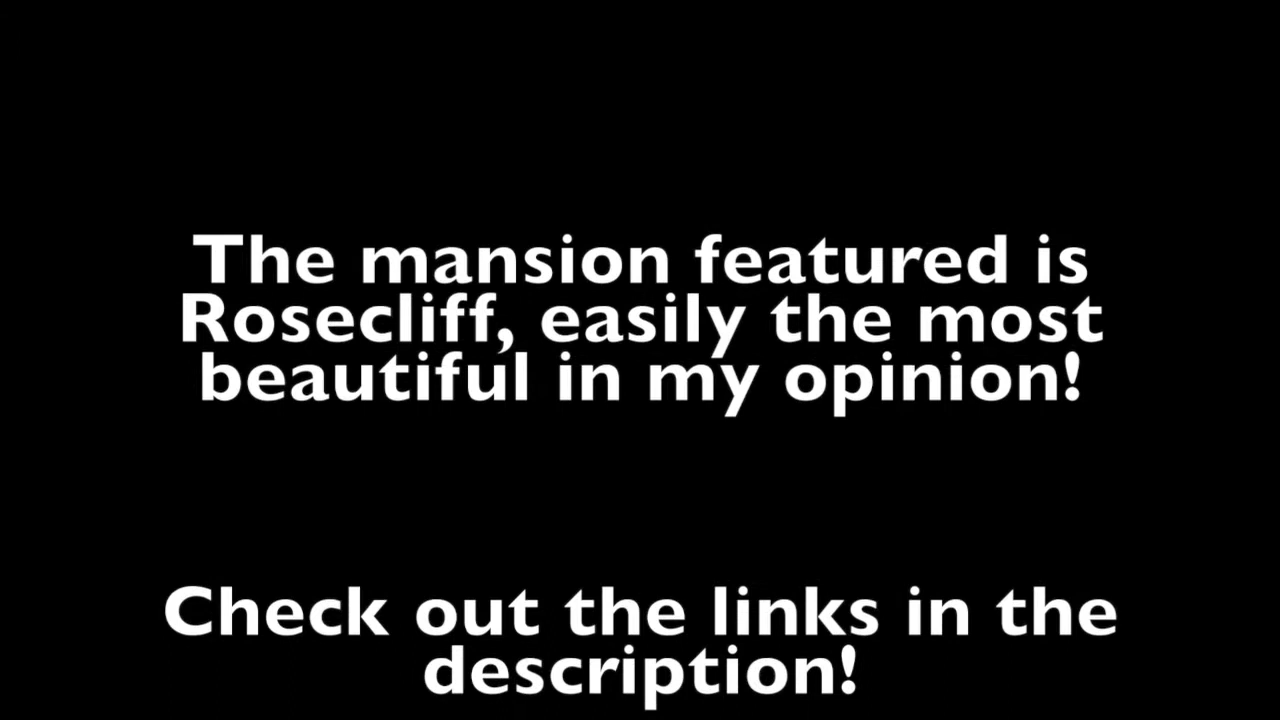 The mansion featured is
Rosecliff, easily the most
beautiful in my opinion!
Check out the links in the
description!